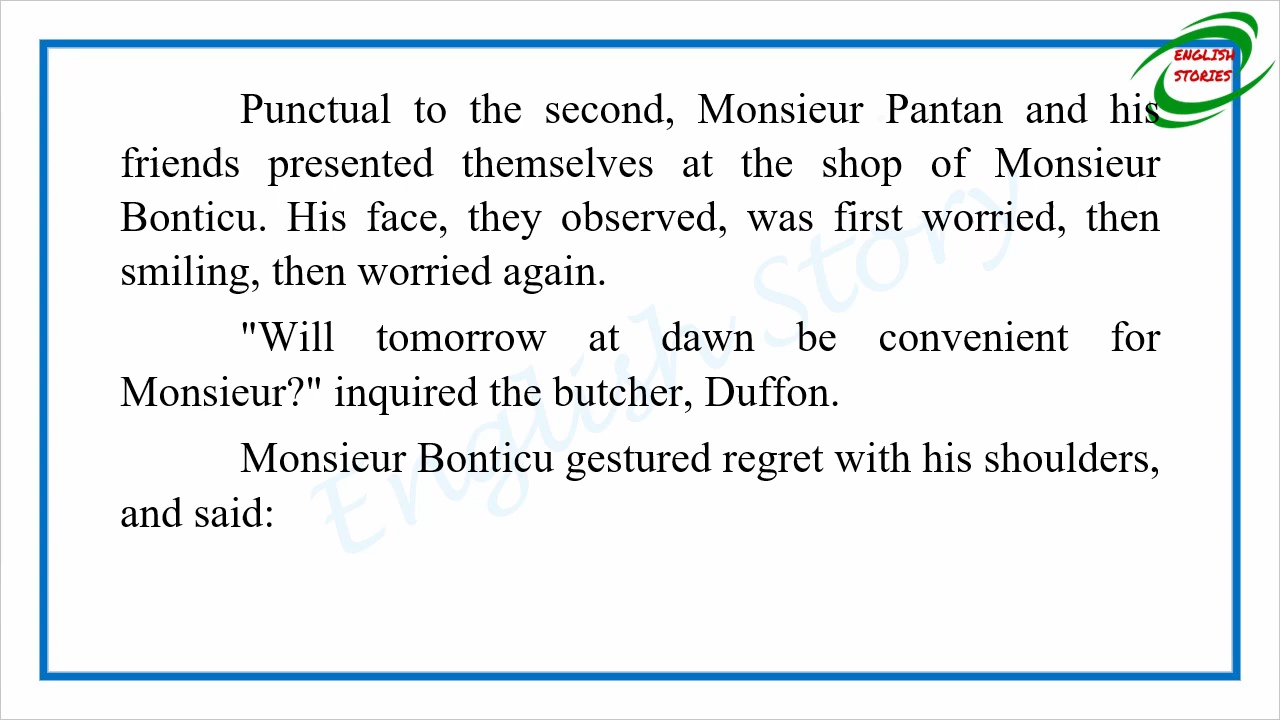 ENGLISH
STORIES
Punctual to the second, Monsieur Pantan and his
friends presented themselves at the shop of Monsieur
Bonticu. His face, they observed, was first worried, then
smiling, then worried again.
"Will tomorrow at dawn be convenient for
Monsieur?" inquired the butcher, Duffon.
Monsieur Bonticu gestured regret with his shoulders,
and said:
English Story